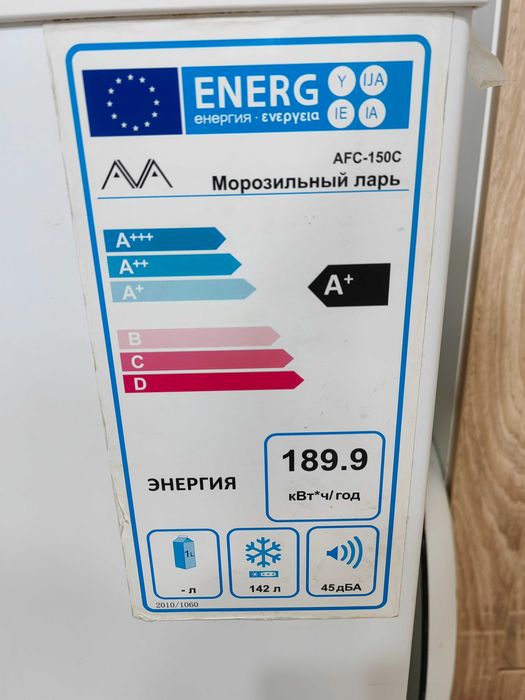 ENERG Y IJA
енергия · ενεργεια IE IA
AVA AFC-150C
Морозильный ларь
A+++
A++
A+ A+
B
C
D
ЭНЕРГИЯ 189.9
кВт*ч/год
1L
- л 142 л 45дБА
2010/1060